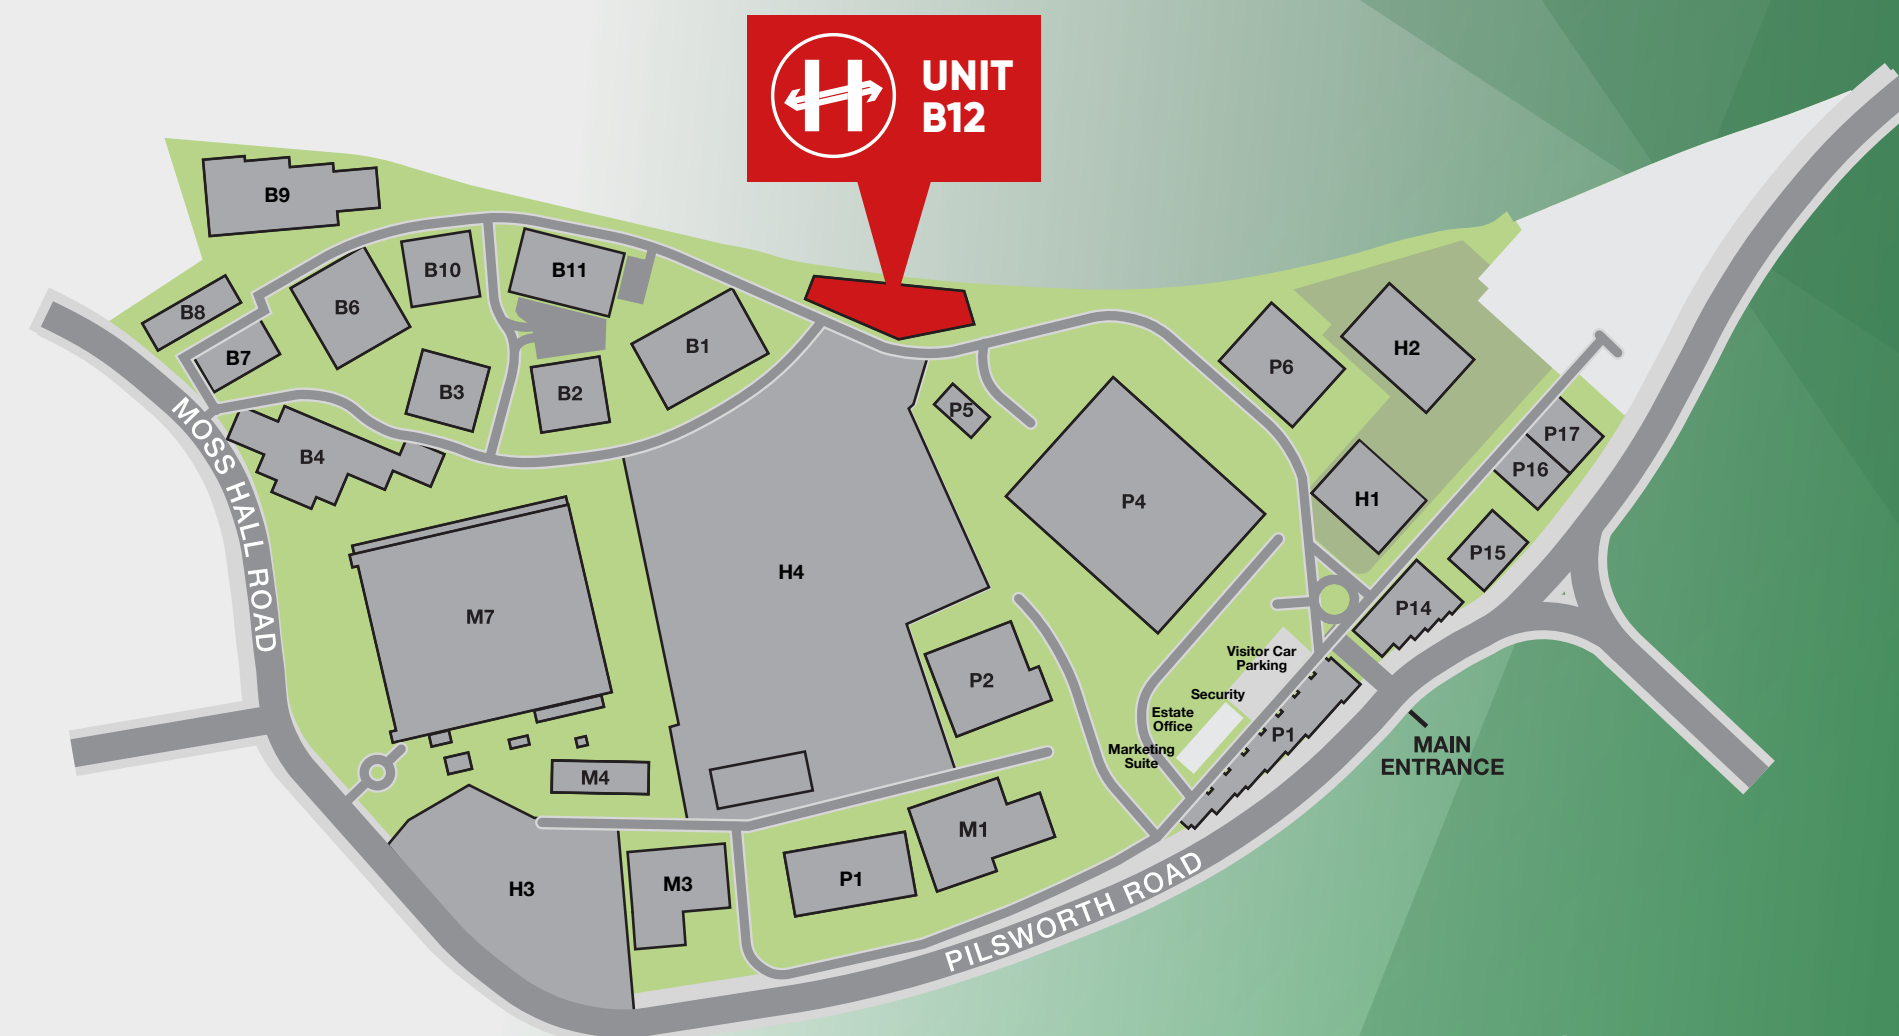 UNIT
B12
B9
B10
B11
B8
B6
B7
B1
B3
B2
B4
P5
P6
H2
P17
P16
P4
H1
P15
H4
M7
P14
Visitor Car
Parking
Security
Estate
Office
Marketing
Suite
P2
P1
MAIN
ENTRANCE
M4
M1
H3
M3
P1
MOSS HALL ROAD
PILSWORTH ROAD